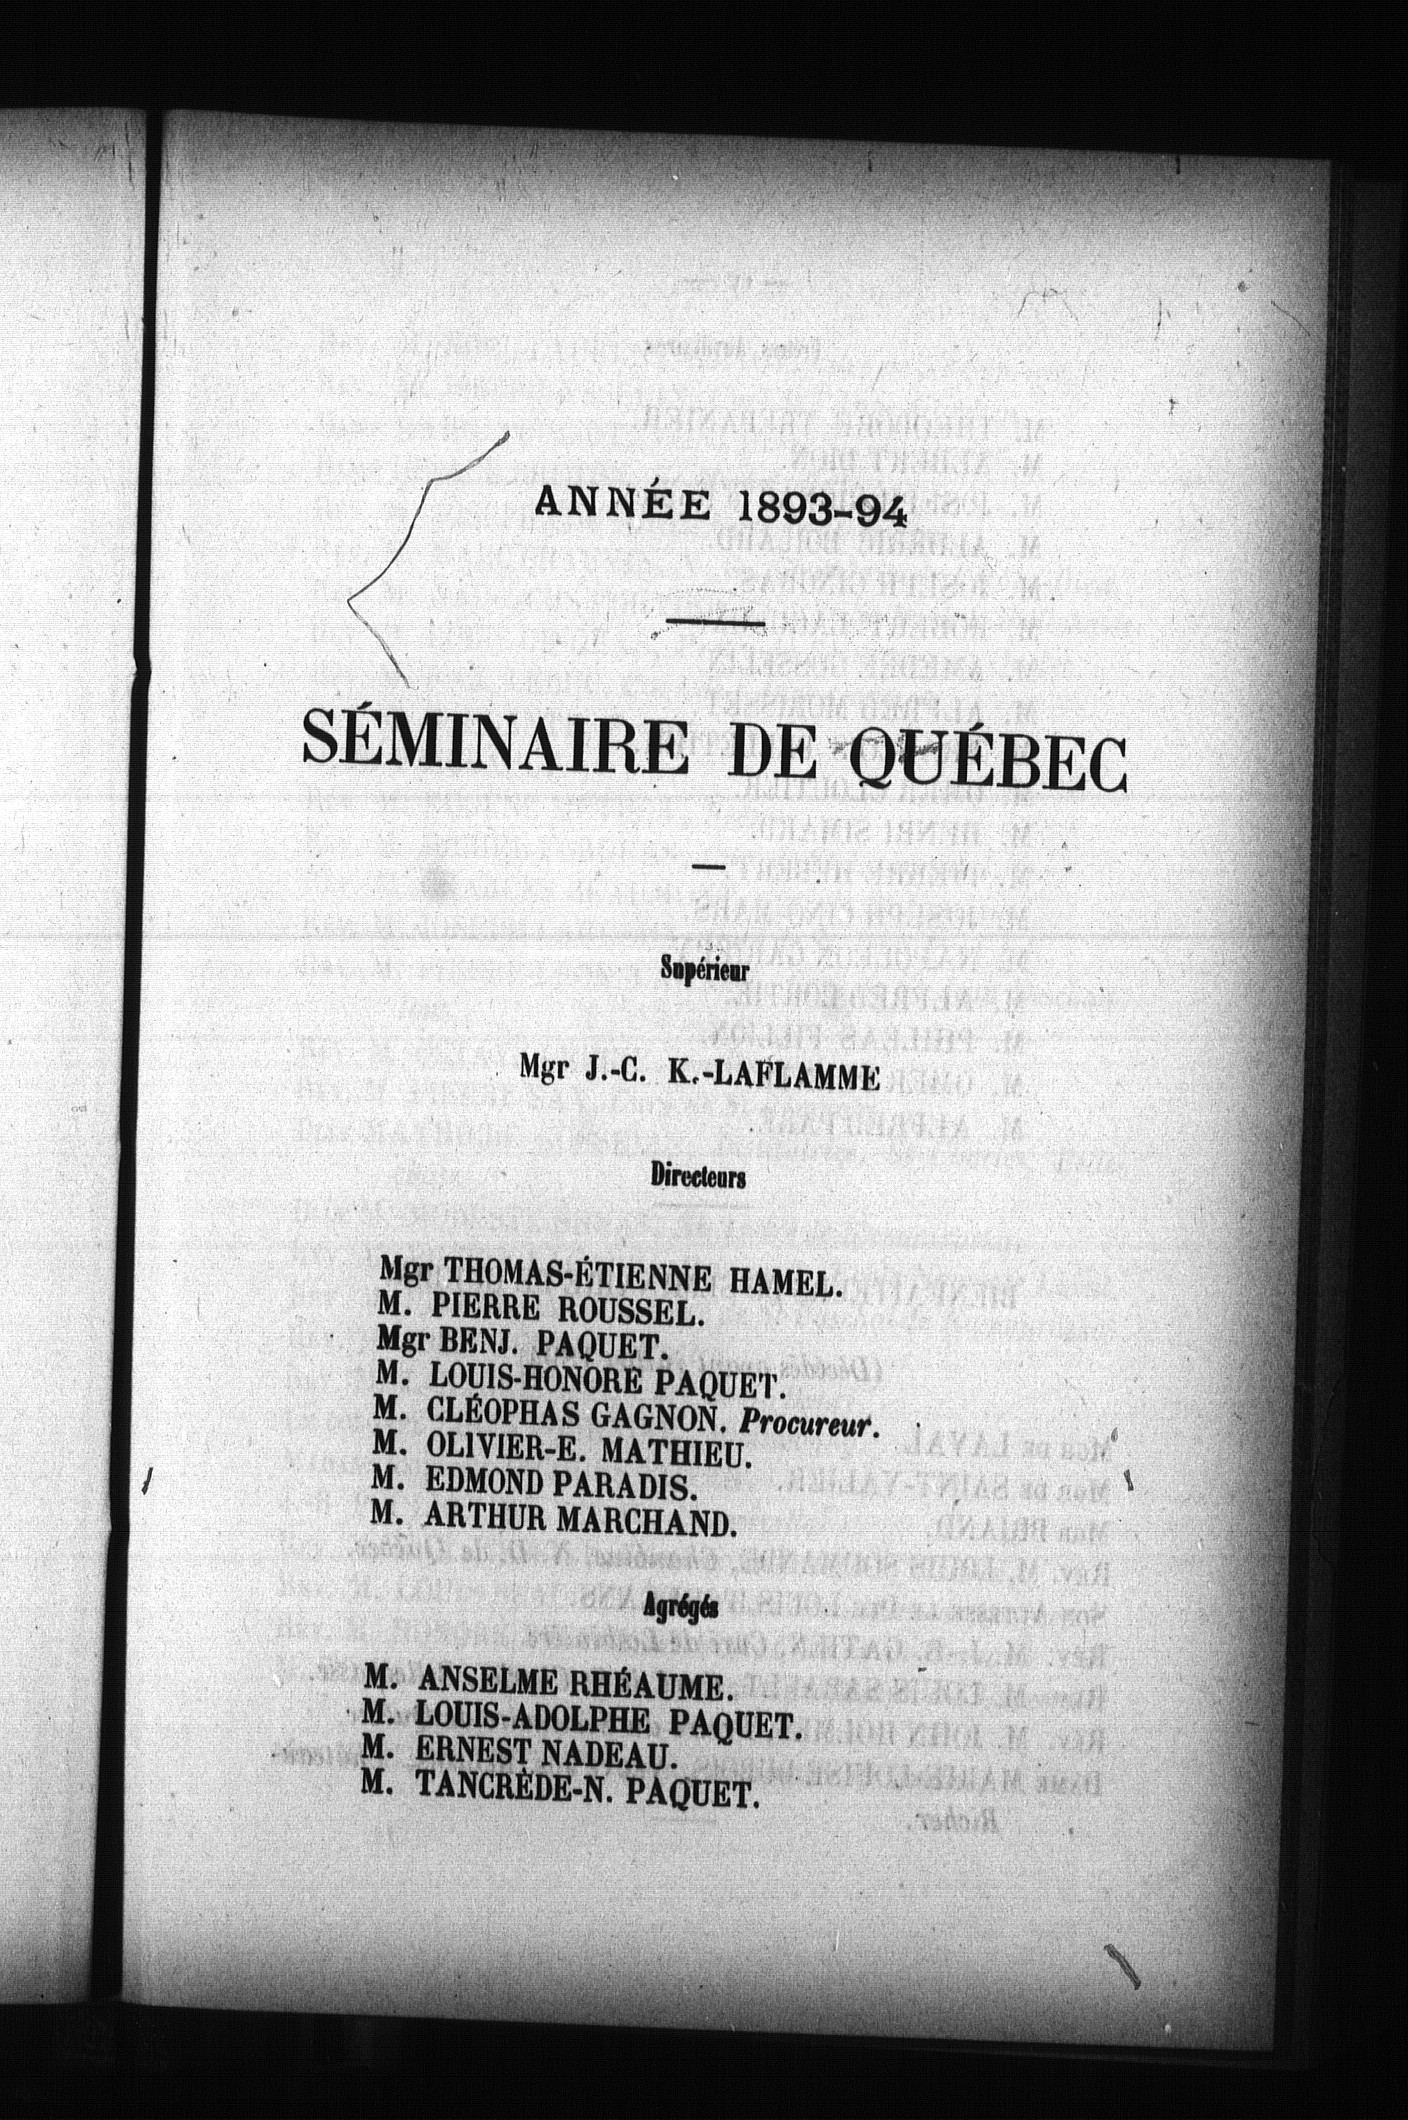 ANNÉE 1893-94
SÉMINAIRE DE QUÉBEC
Supérieur
Mgr J.-C. K.-LAFLAMME
Directeurs
Mgr THOMAS-ÉTIENNE HAMEL.
M. PIERRE ROUSSEL.
Mgr BENJ. PAQUET.
M. LOUIS-HONORÉ PAQUET.
M. CLÉOPHAS GAGNON. Procureur.
M. OLIVIER-E. MATHIEU.
M. EDMOND PARADIS.
M. ARTHUR MARCHAND.
Agrégés
M. ANSELME RHÉAUME.
M. LOUIS-ADOLPHE PAQUET.
M. ERNEST NADEAU.
M. TANCRÈDE-N. PAQUET.